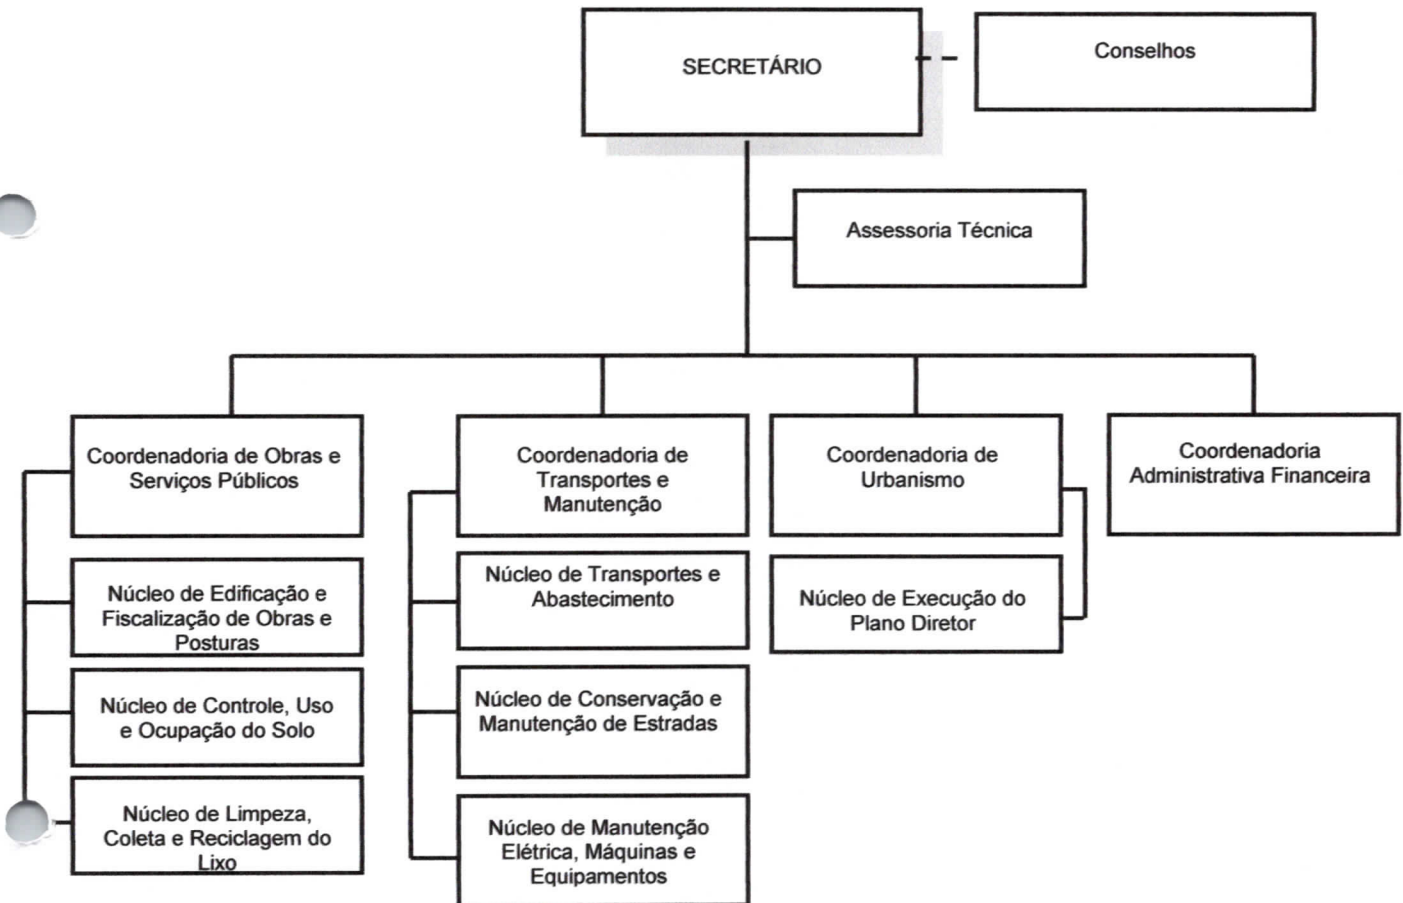 SECRETÁRIO
Conselhos
Assessoria Técnica
Coordenadoria de Obras e
Serviços Públicos
Núcleo de Edificação e
Fiscalização de Obras e
Posturas
Núcleo de Controle, Uso
e Ocupação do Solo
Núcleo de Limpeza,
Coleta e Reciclagem do
Lixo
Coordenadoria de
Transportes e
Manutenção
Núcleo de Transportes e
Abastecimento
Núcleo de Conservação e
Manutenção de Estradas
Núcleo de Manutenção
Elétrica, Máquinas e
Equipamentos
Coordenadoria de
Urbanismo
Núcleo de Execução do
Plano Diretor
Coordenadoria
Administrativa Financeira